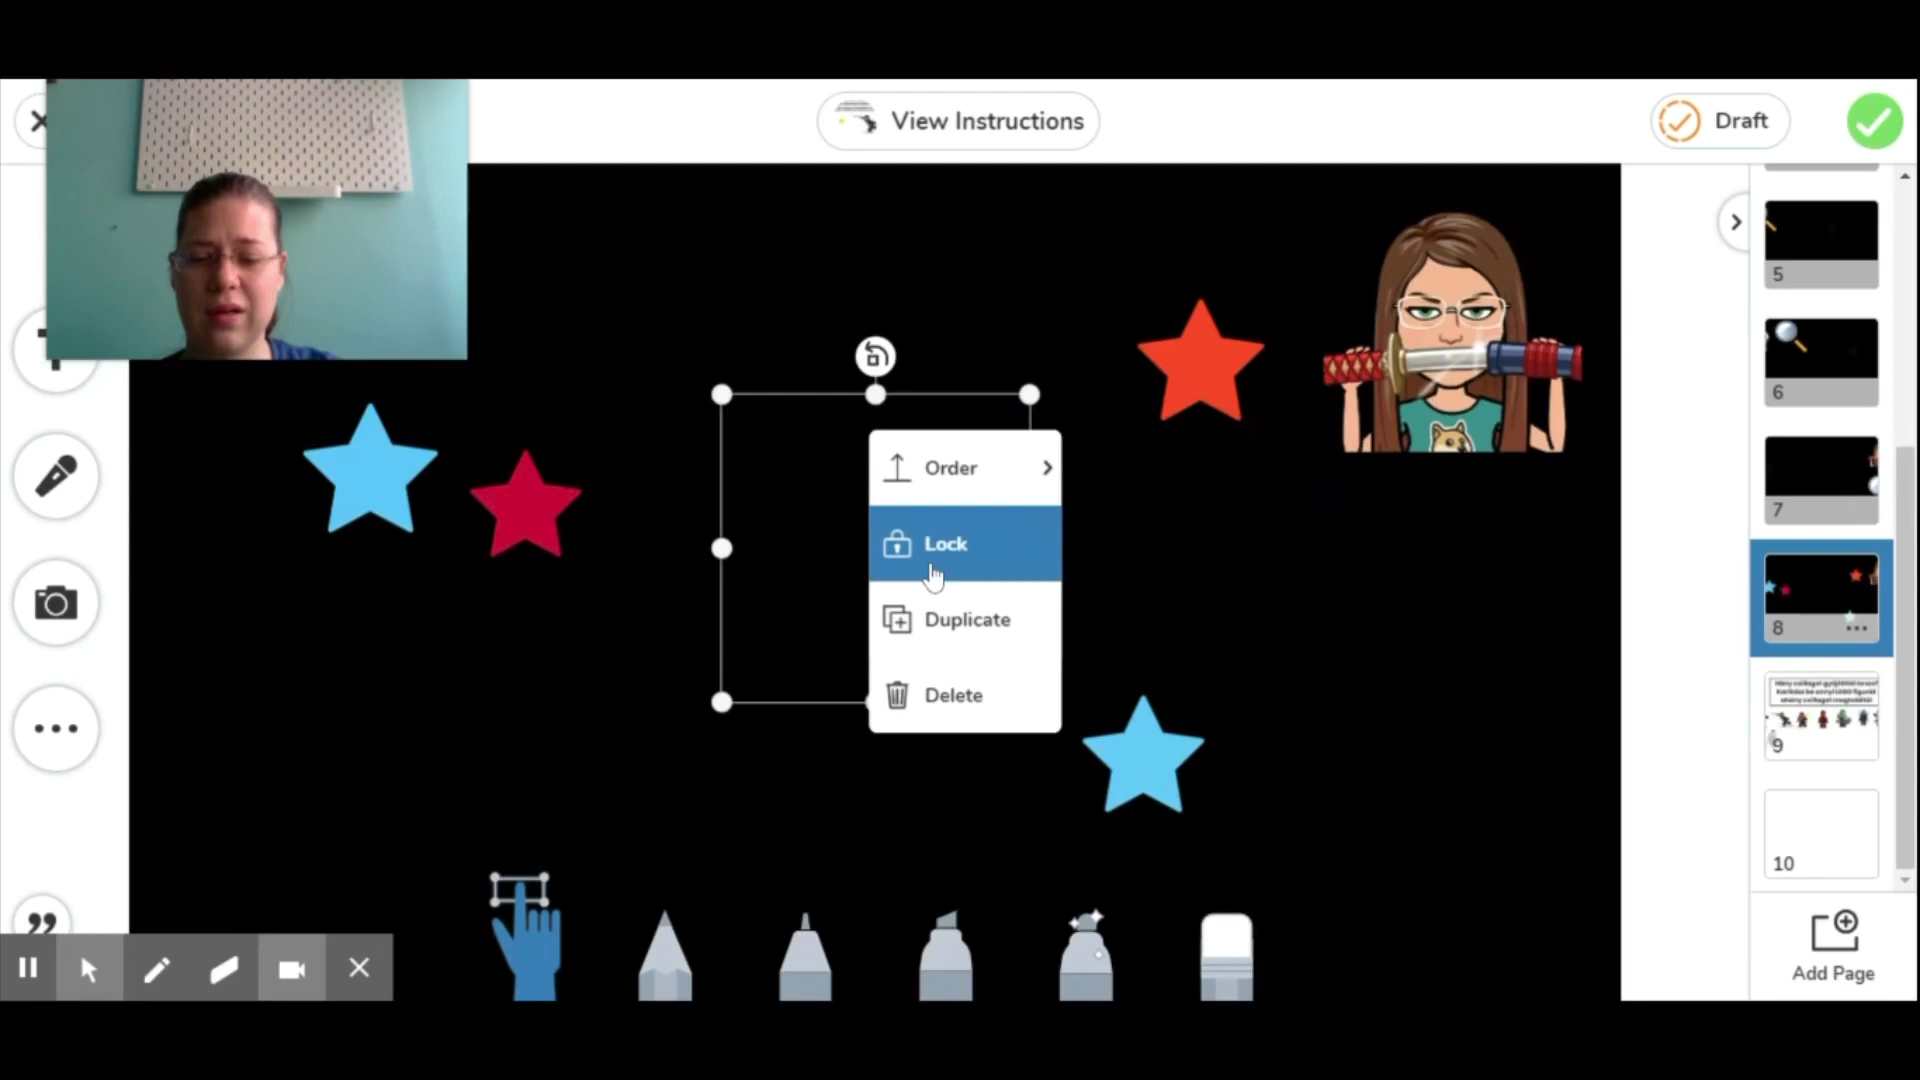 View Instructions
Draft
Order
Lock
Duplicate
Delete
5
6
7
8
9
10
Add Page